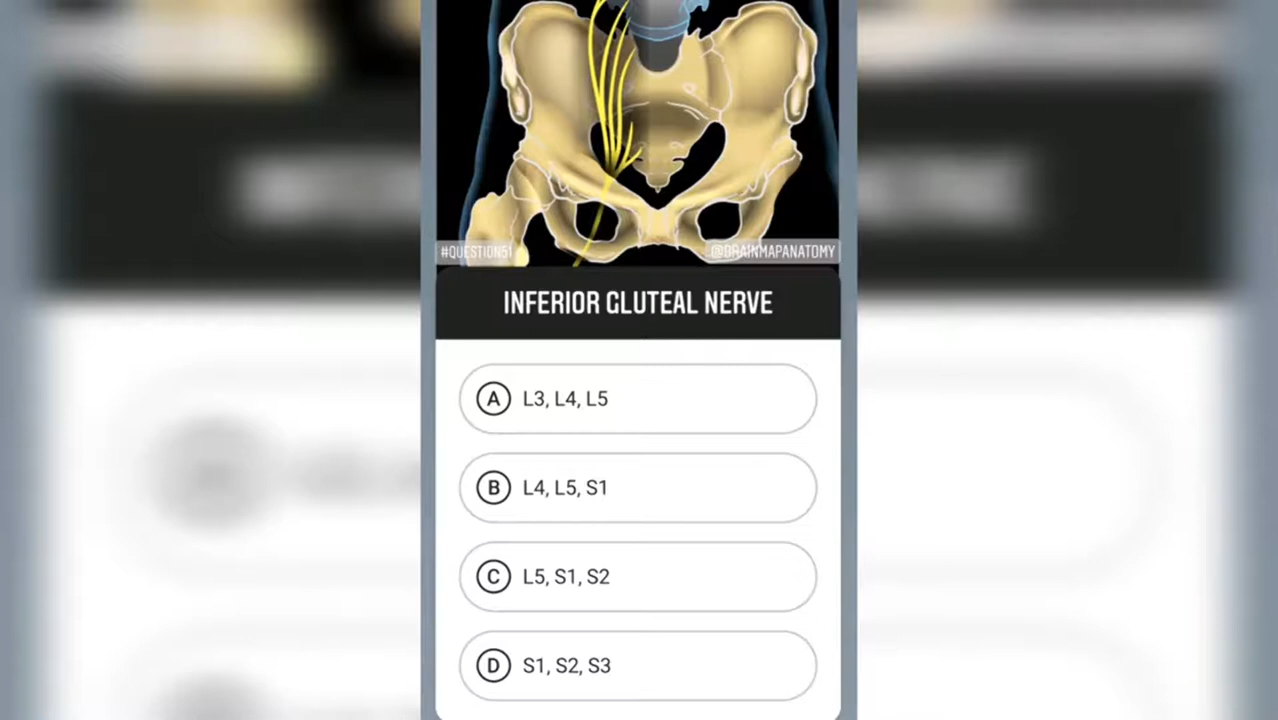 #QUESTION51
@BRAINMAPANATOMY
INFERIOR GLUTEAL NERVE
A L3, L4, L5
B L4, L5, S1
C L5, S1, S2
D S1, S2, S3